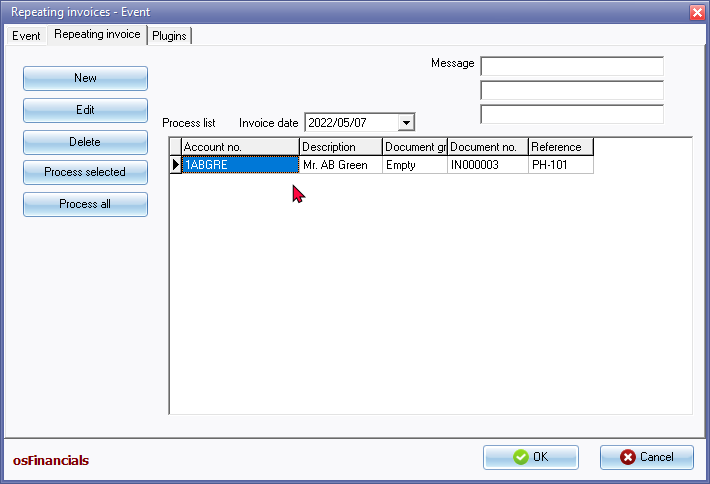 Repeating invoices - Event
Event Repeating invoice Plugins
New
Edit
Delete
Process selected
Process all
Message
Process list Invoice date 2022/05/07
Account no. Description Document gr Document no. Reference
1ABGRE Mr. AB Green Empty IN000003 PH-101
osFinancials
OK Cancel